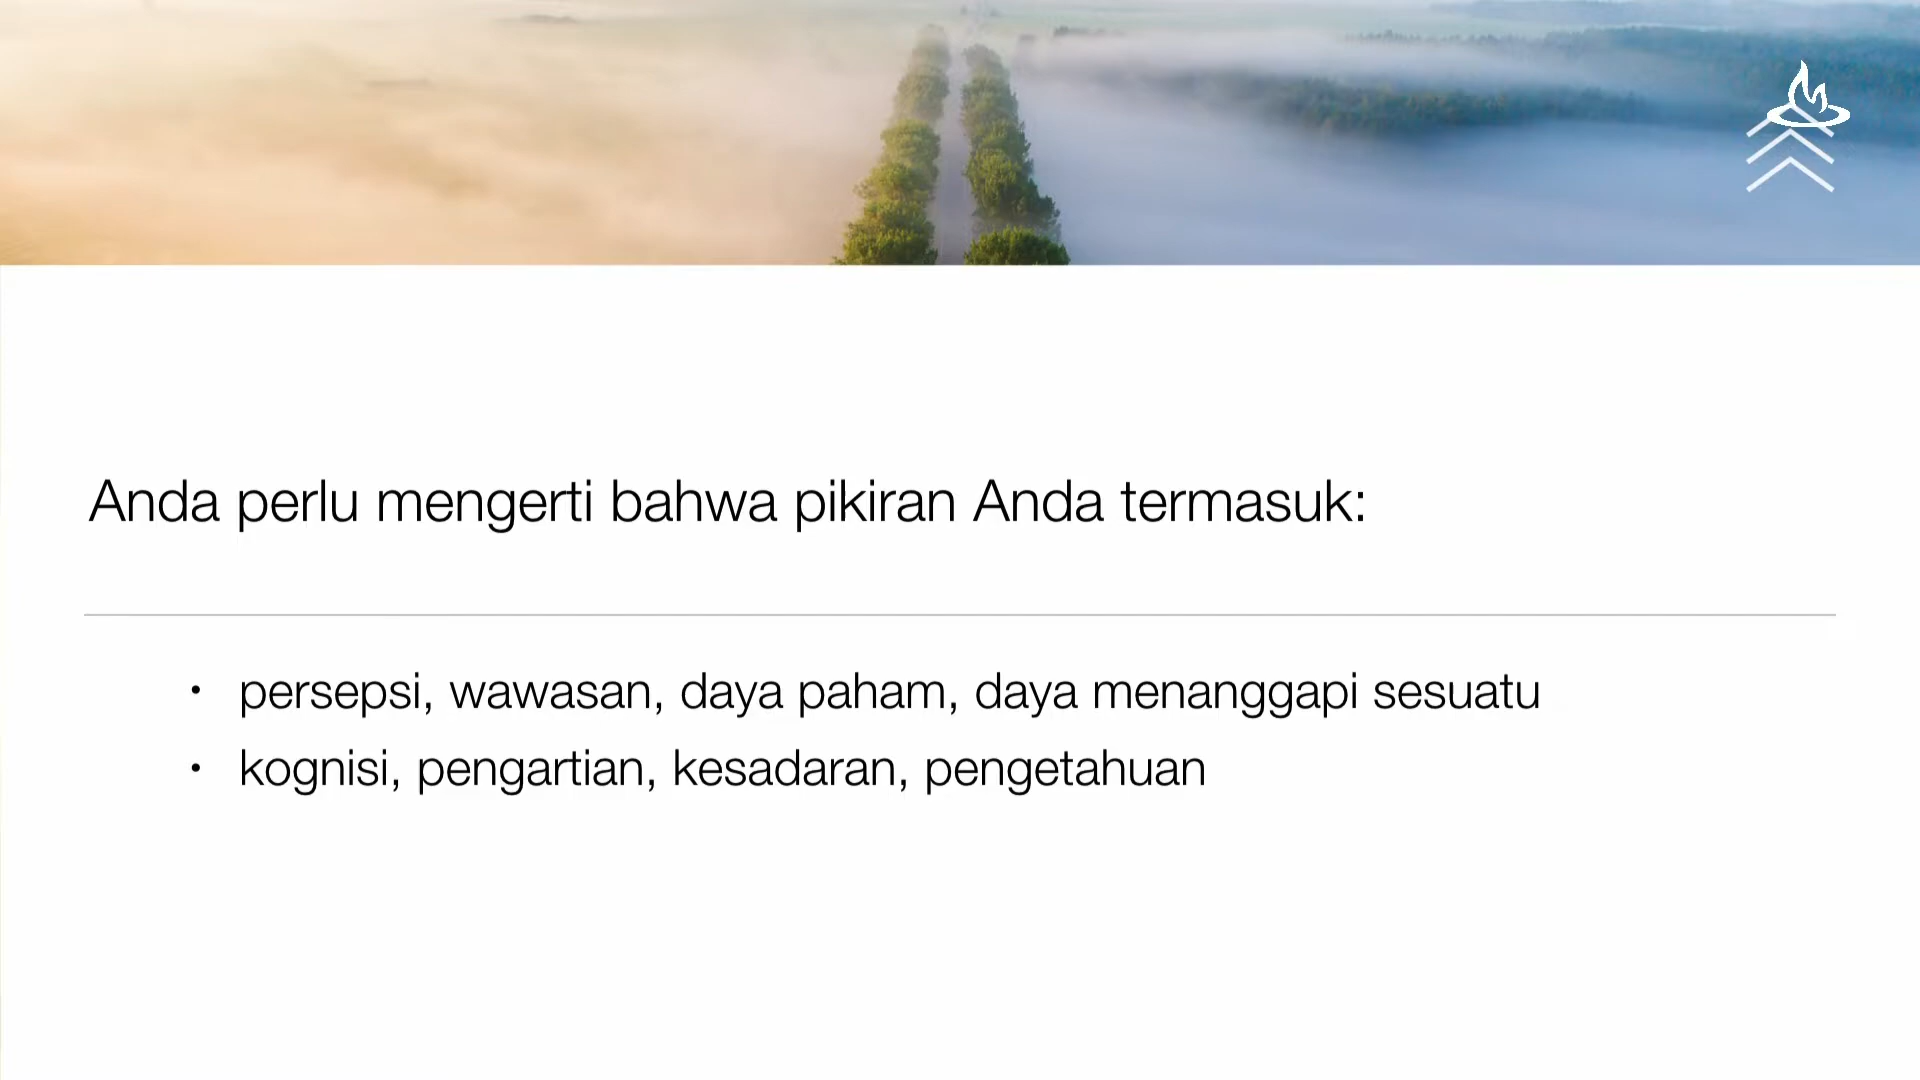 Anda perlu mengerti bahwa pikiran Anda termasuk:
• persepsi, wawasan, daya paham, daya menanggapi sesuatu
• kognisi, pengartian, kesadaran, pengetahuan